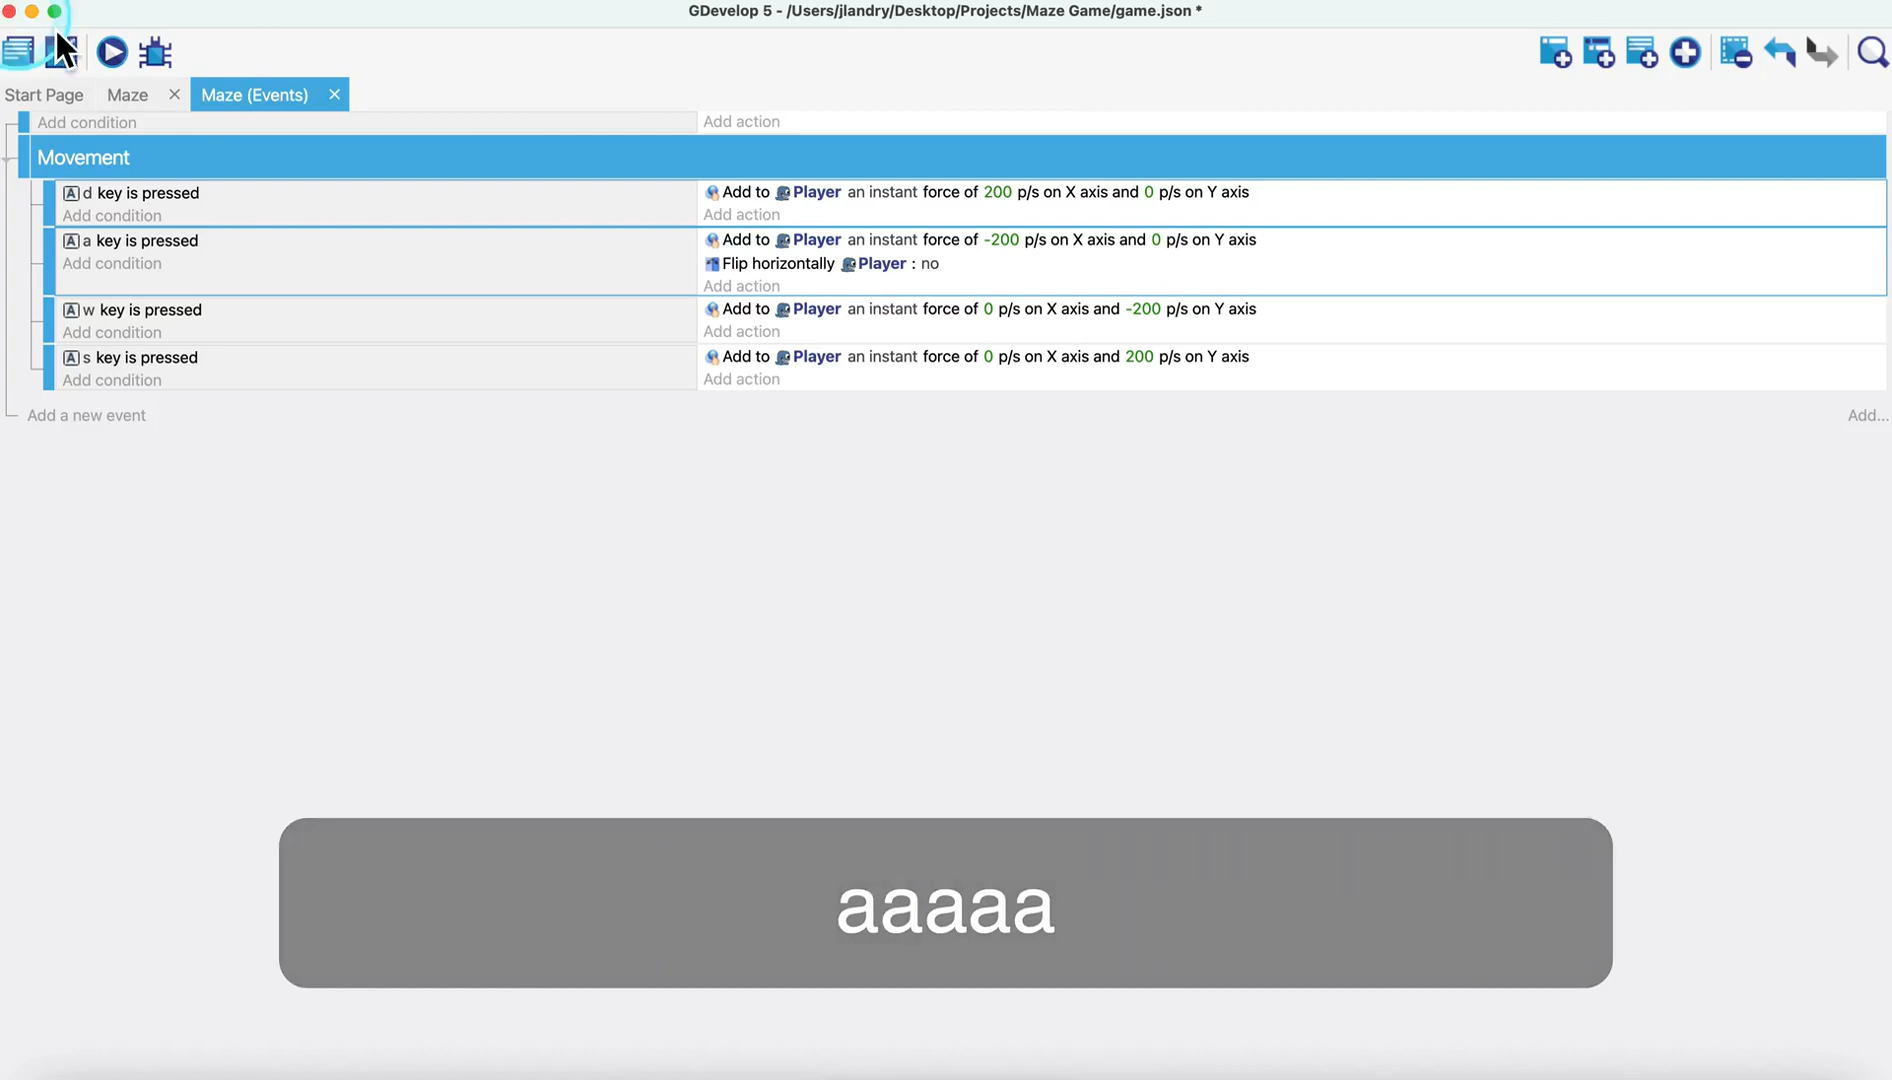 GDevelop 5 - /Users/jlandry/Desktop/Projects/Maze Game/game.json *
Start Page Maze Maze (Events)
Add condition Add action
Movement
A d key is pressed Add to Player an instant force of 200 p/s on X axis and 0 p/s on Y axis
Add condition Add action
A a key is pressed Add to Player an instant force of -200 p/s on X axis and 0 p/s on Y axis
Add condition Flip horizontally Player : no
Add action
A w key is pressed Add to Player an instant force of 0 p/s on X axis and -200 p/s on Y axis
Add condition Add action
A s key is pressed Add to Player an instant force of 0 p/s on X axis and 200 p/s on Y axis
Add condition Add action
Add a new event Add...
aaaaa